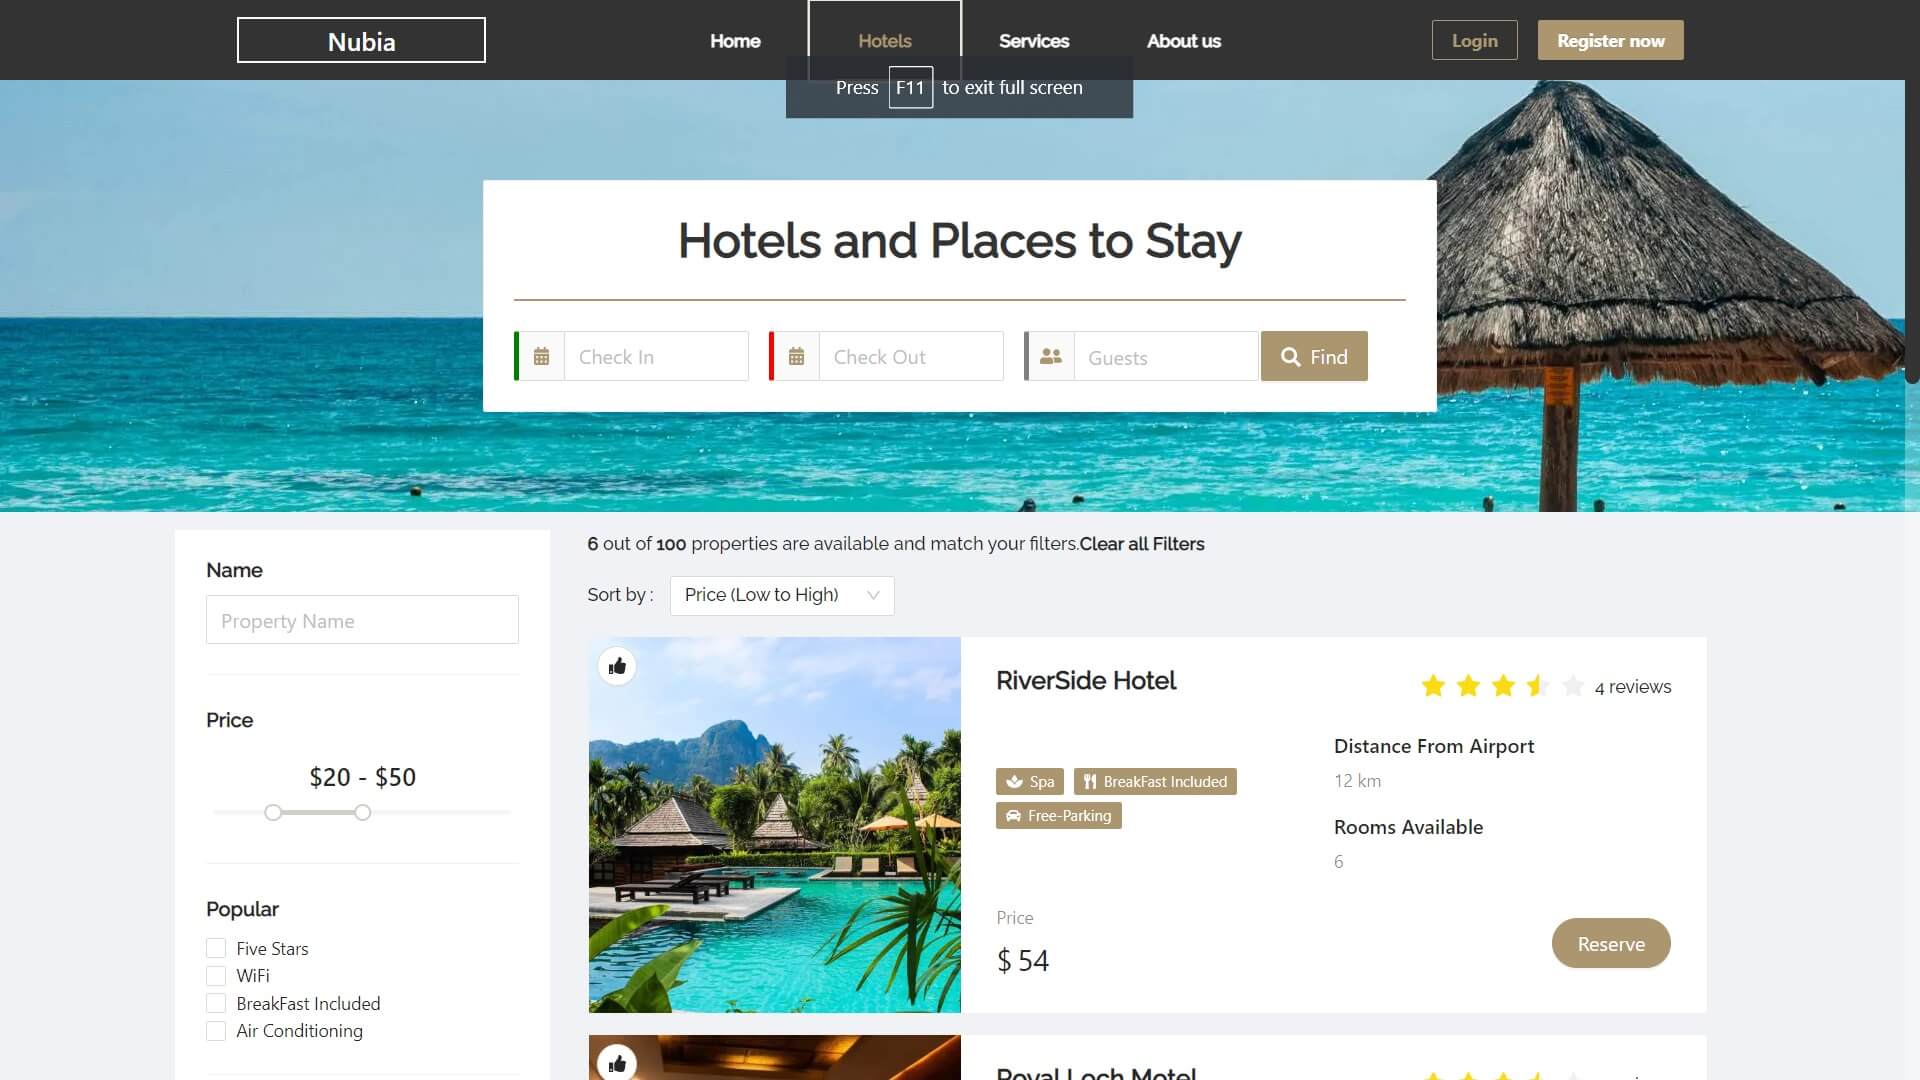 Nubia
Home
Hotels
Services
About us
Login
Register now
Press F11 to exit full screen
Hotels and Places to Stay
Check In
Check Out
Guests
Find
6 out of 100 properties are available and match your filters.Clear all Filters
Sort by :
Price (Low to High)
Name
Property Name
Price
$20 - $50
Popular
Five Stars
WiFi
BreakFast Included
Air Conditioning
RiverSide Hotel
4 reviews
Spa
BreakFast Included
Free-Parking
Distance From Airport
12 km
Rooms Available
6
Price
$ 54
Reserve
Royal Loch Motel